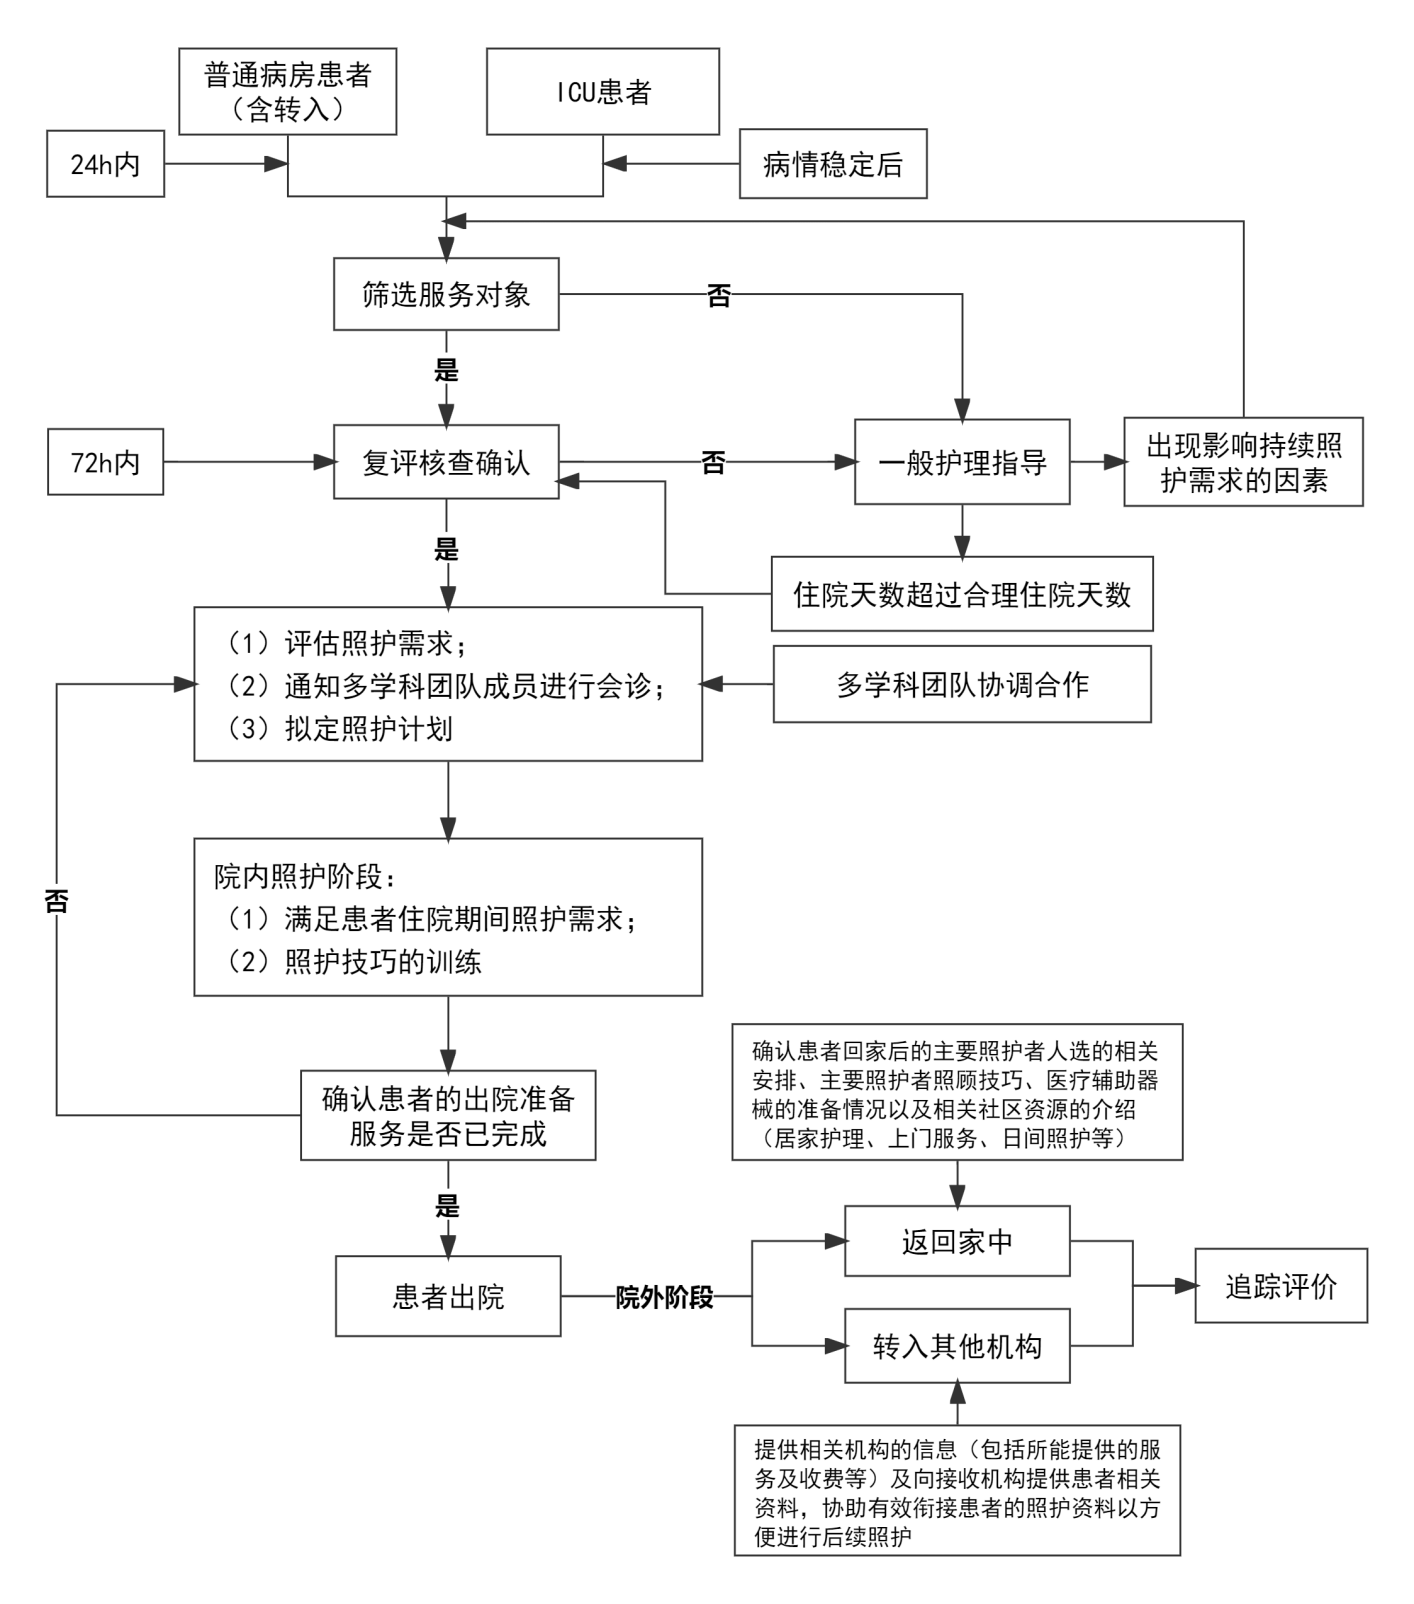 普通病房患者
（含转入）
ICU患者
24h内
病情稳定后
筛选服务对象
否
是
72h内
复评核查确认
否
一般护理指导
出现影响持续照
护需求的因素
是
住院天数超过合理住院天数
（1）评估照护需求；
（2）通知多学科团队成员进行会诊；
（3）拟定照护计划
多学科团队协调合作
院内照护阶段：
（1）满足患者住院期间照护需求；
（2）照护技巧的训练
否
确认患者的出院准备
服务是否已完成
确认患者回家后的主要照护者人选的相关
安排、主要照护者照顾技巧、医疗辅助器
械的准备情况以及相关社区资源的介绍
（居家护理、上门服务、日间照护等）
是
患者出院
院外阶段
返回家中
转入其他机构
追踪评价
提供相关机构的信息（包括所能提供的服
务及收费等）及向接收机构提供患者相关
资料，协助有效衔接患者的照护资料以方
便进行后续照护